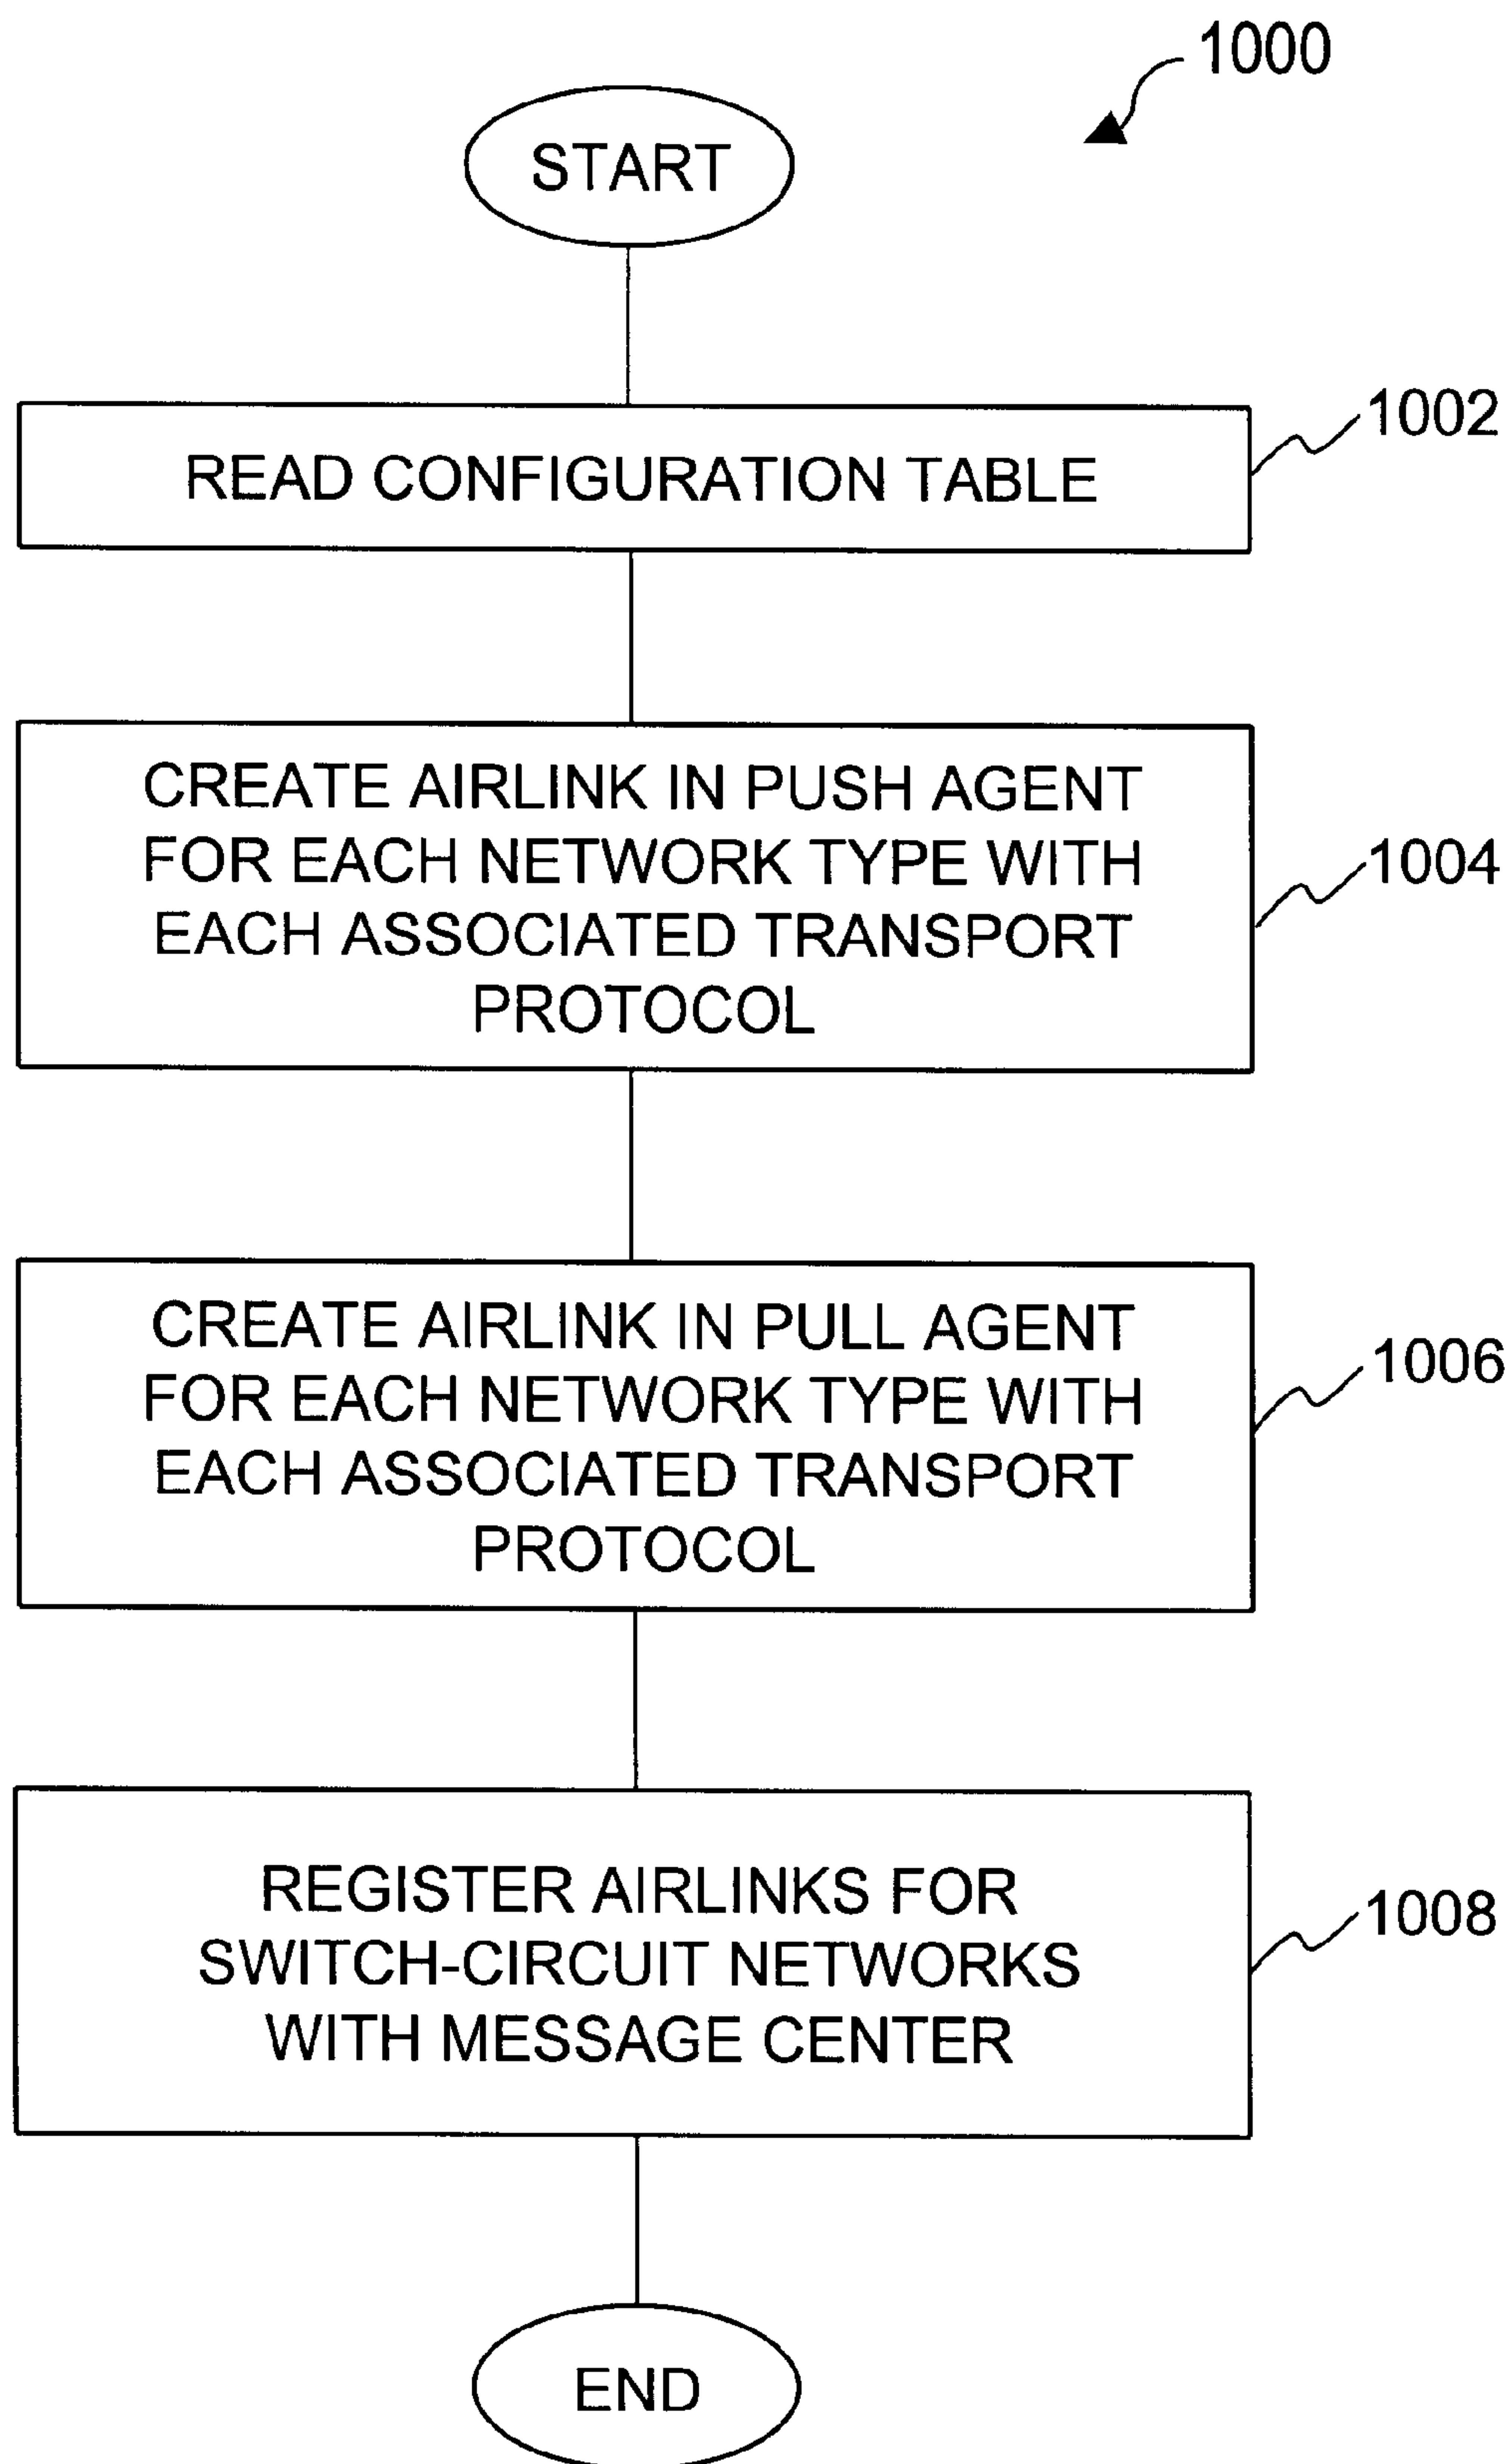 1000
START
1002
READ CONFIGURATION TABLE
CREATE AIRLINK IN PUSH AGENT
FOR EACH NETWORK TYPE WITH
EACH ASSOCIATED TRANSPORT
PROTOCOL
1004
CREATE AIRLINK IN PULL AGENT
FOR EACH NETWORK TYPE WITH
EACH ASSOCIATED TRANSPORT
PROTOCOL
1006
REGISTER AIRLINKS FOR
SWITCH-CIRCUIT NETWORKS
WITH MESSAGE CENTER
1008
END